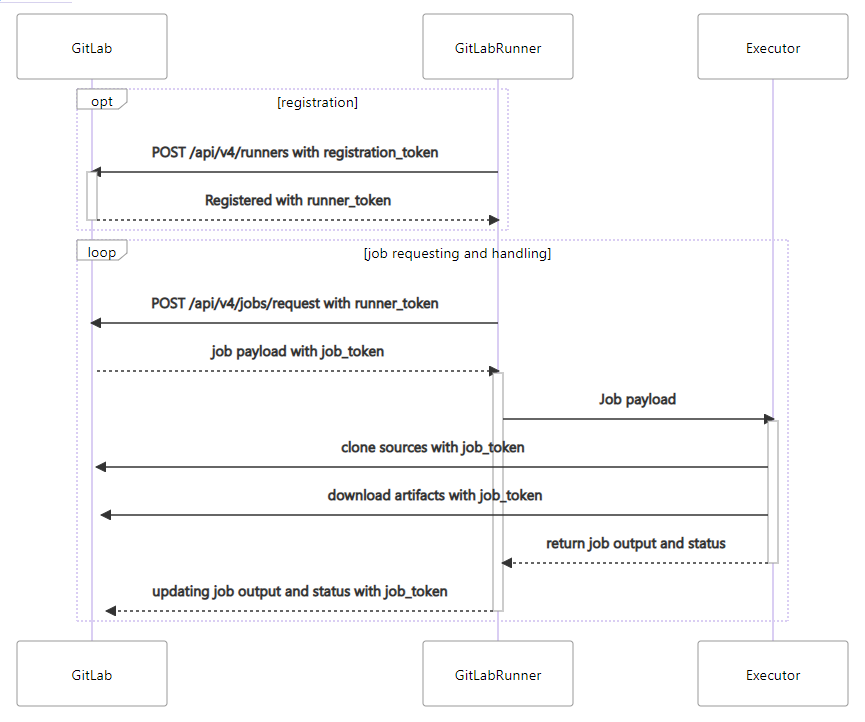 GitLab
GitLabRunner
Executor
opt
[registration]
POST /api/v4/runners with registration_token
Registered with runner_token
loop
[job requesting and handling]
POST /api/v4/jobs/request with runner_token
job payload with job_token
Job payload
clone sources with job_token
download artifacts with job_token
return job output and status
updating job output and status with job_token
GitLab
GitLabRunner
Executor